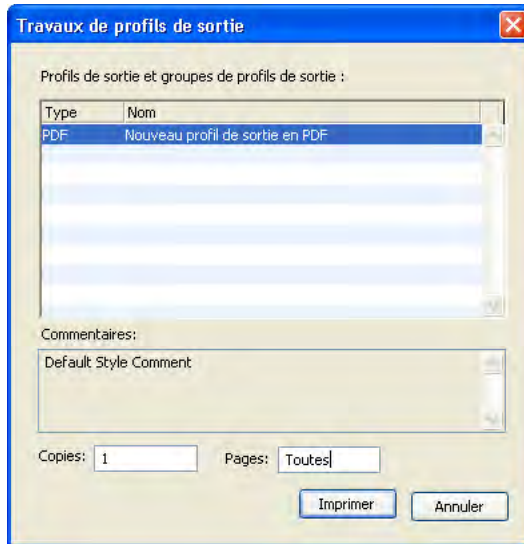 Travaux de profils de sortie
Profils de sortie et groupes de profils de sortie :
Type Nom
PDF Nouveau profil de sortie en PDF
Commentaires:
Default Style Comment
Copies: 1 Pages: Toutes
Imprimer Annuler